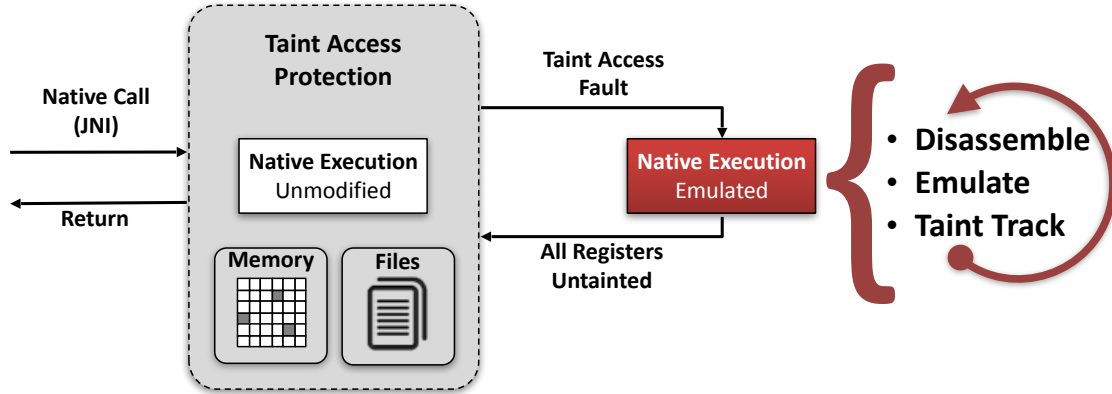 Native Call
(JNI)
Return
Taint Access
Protection
Native Execution
Unmodified
Memory
Files
Taint Access
Fault
Native Execution
Emulated
All Registers
Untainted
• Disassemble
• Emulate
• Taint Track